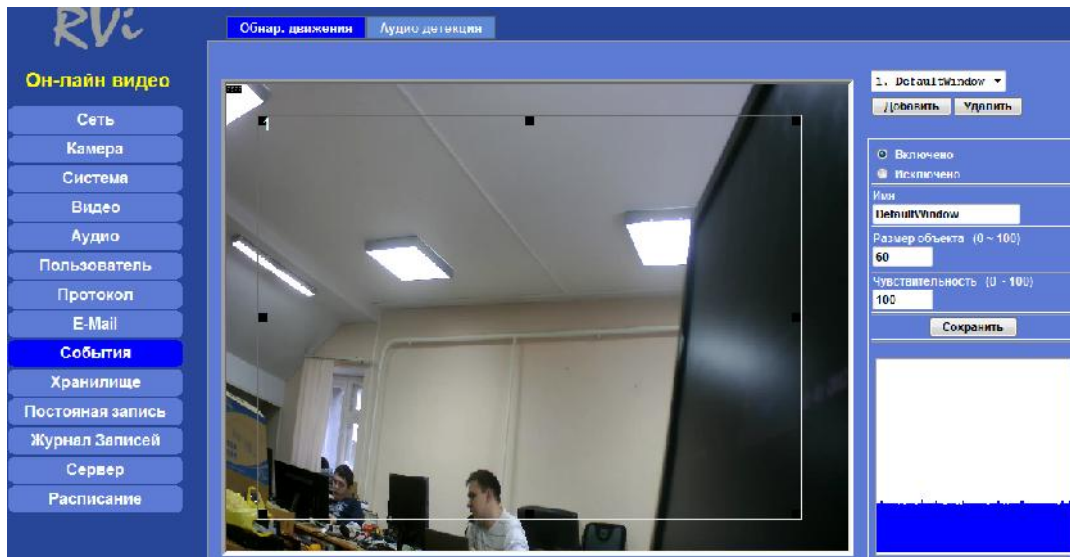 RVi
Обнар. движения
Аудио детекция
Он-лайн видео
Сеть
Камера
Система
Видео
Аудио
Пользователь
Протокол
E-Mail
События
Хранилище
Постояная запись
Журнал Записей
Сервер
Расписание
1
1. DefaultWindow
Добавить Удалить
Включено
Исключено
Имя
DefaultWindow
Размер объекта (0 ~ 100)
60
Чувствительность (0 - 100)
100
Сохранить